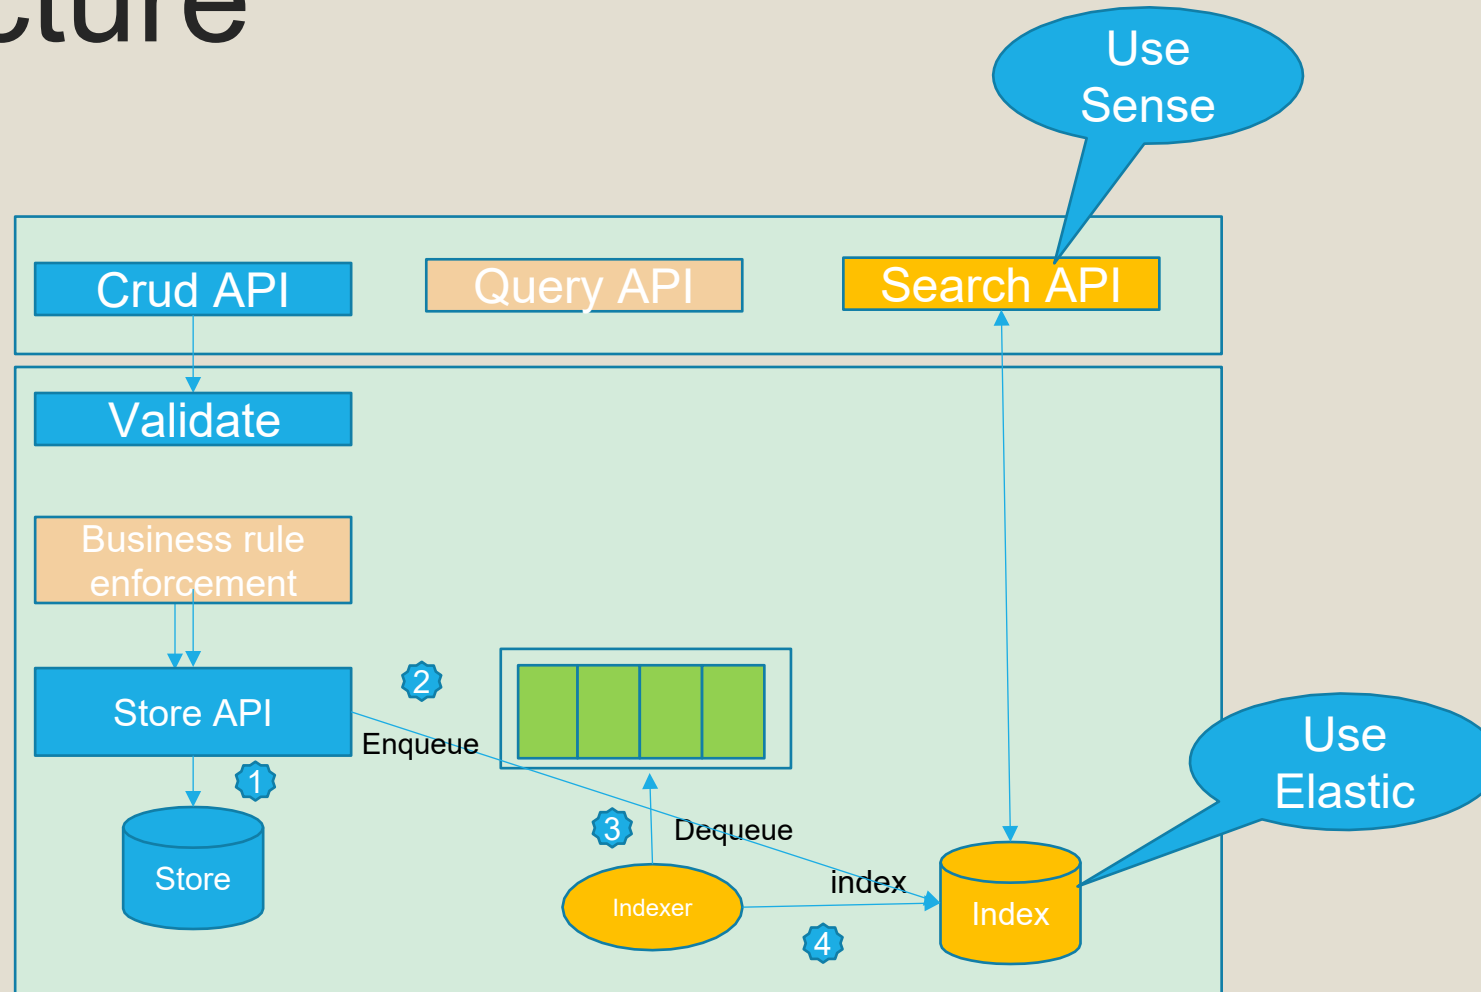 cture
Use
Sense
Crud API
Query API
Search API
Validate
Business rule
enforcement
Store API
2
Enqueue
1
Store
3
Dequeue
Indexer
index
4
Index
Use
Elastic